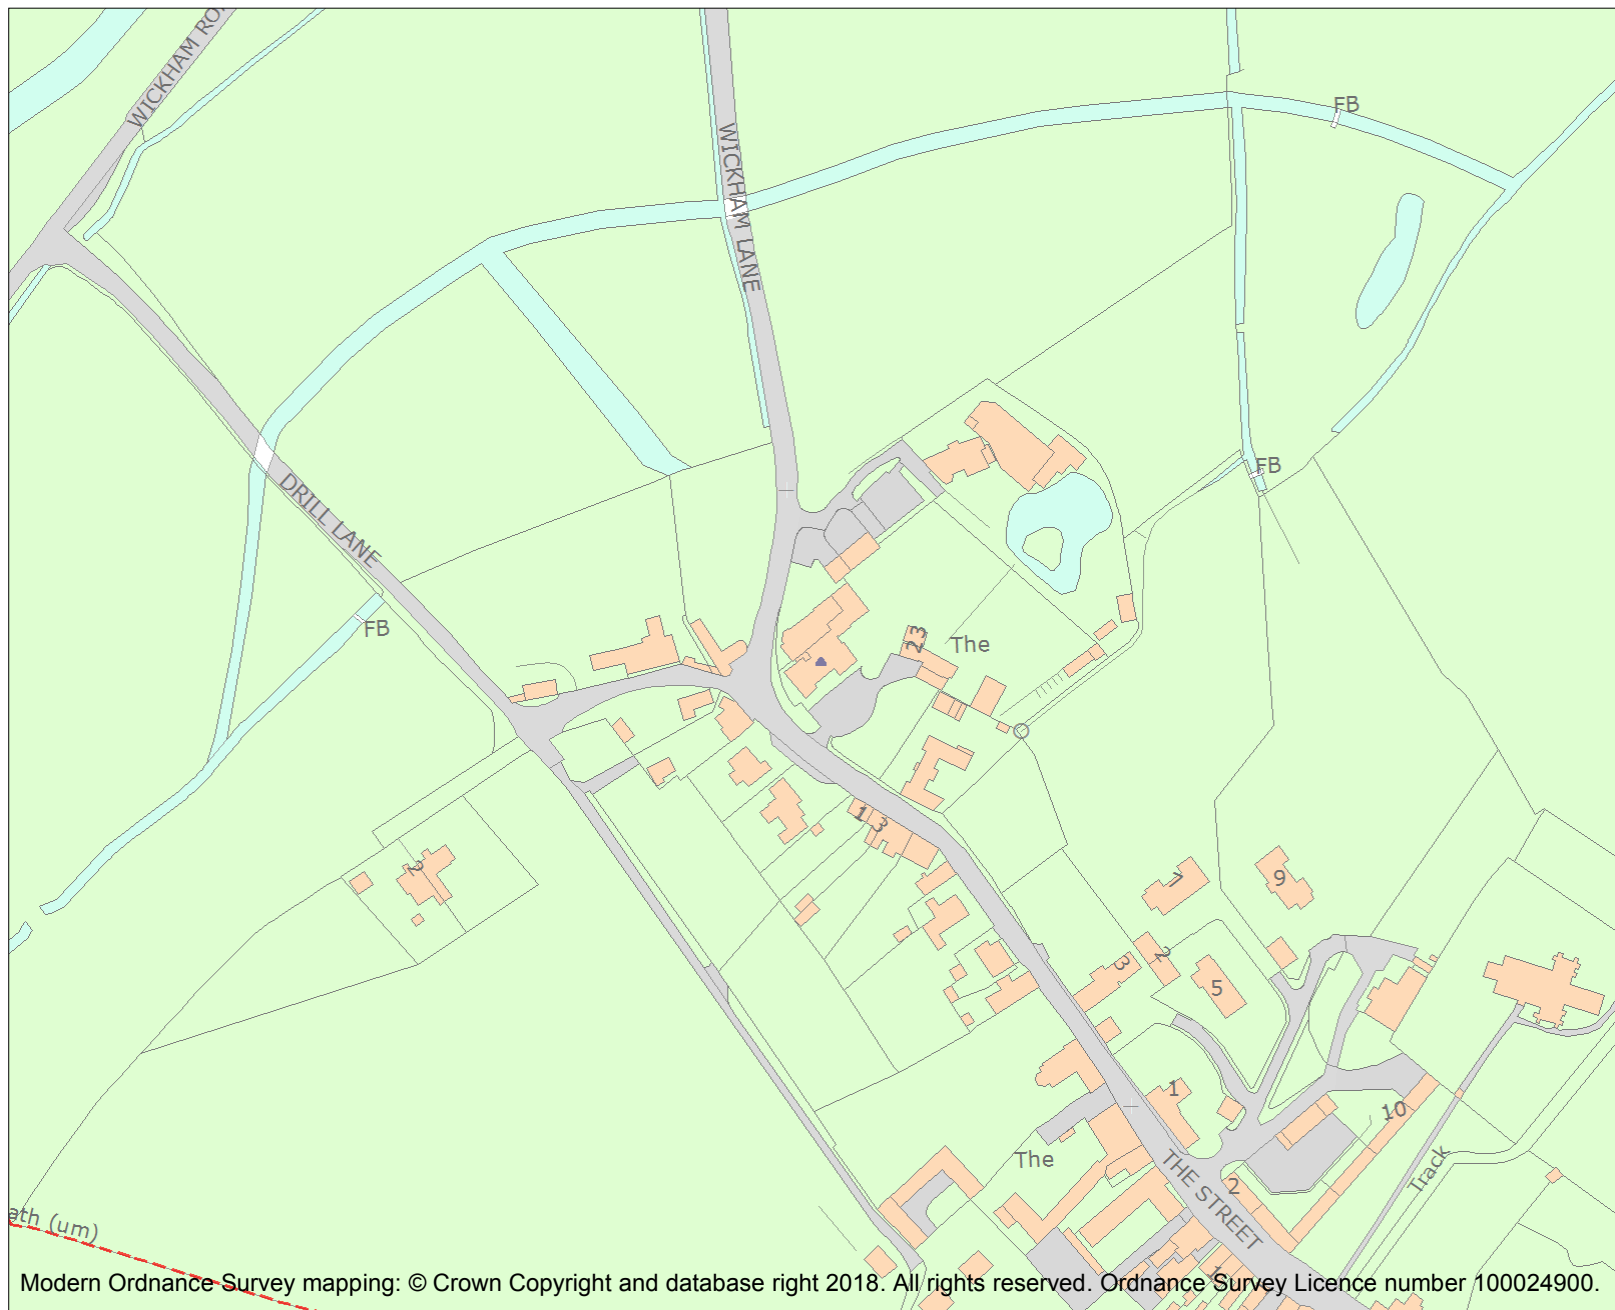 WICKHAM RO
WICKHAM LANE
FB
FB
DRILL LANE
FB
23
The
1
3
2
7
9
3
2
5
1
10
The
THE STREET
2
Track
ath (um)
Modern Ordnance Survey mapping: © Crown Copyright and database right 2018. All rights reserved. Ordnance Survey Licence number 100024900.